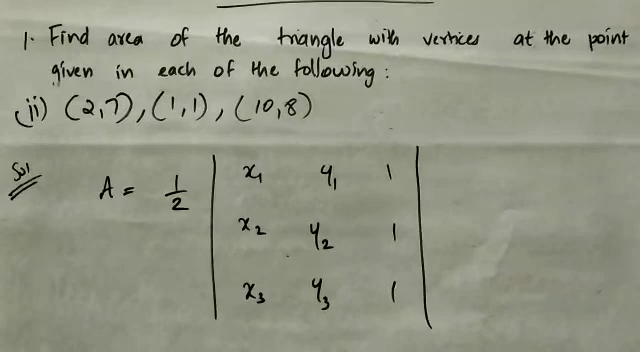 1. Find area of the triangle with vertices at the point
given in each of the following :
(ii) (2,7), (1,1), (10,8)
Sol
A = 1/2 | x₁ y₁ 1 |
| x₂ y₂ 1 |
| x₃ y₃ 1 |